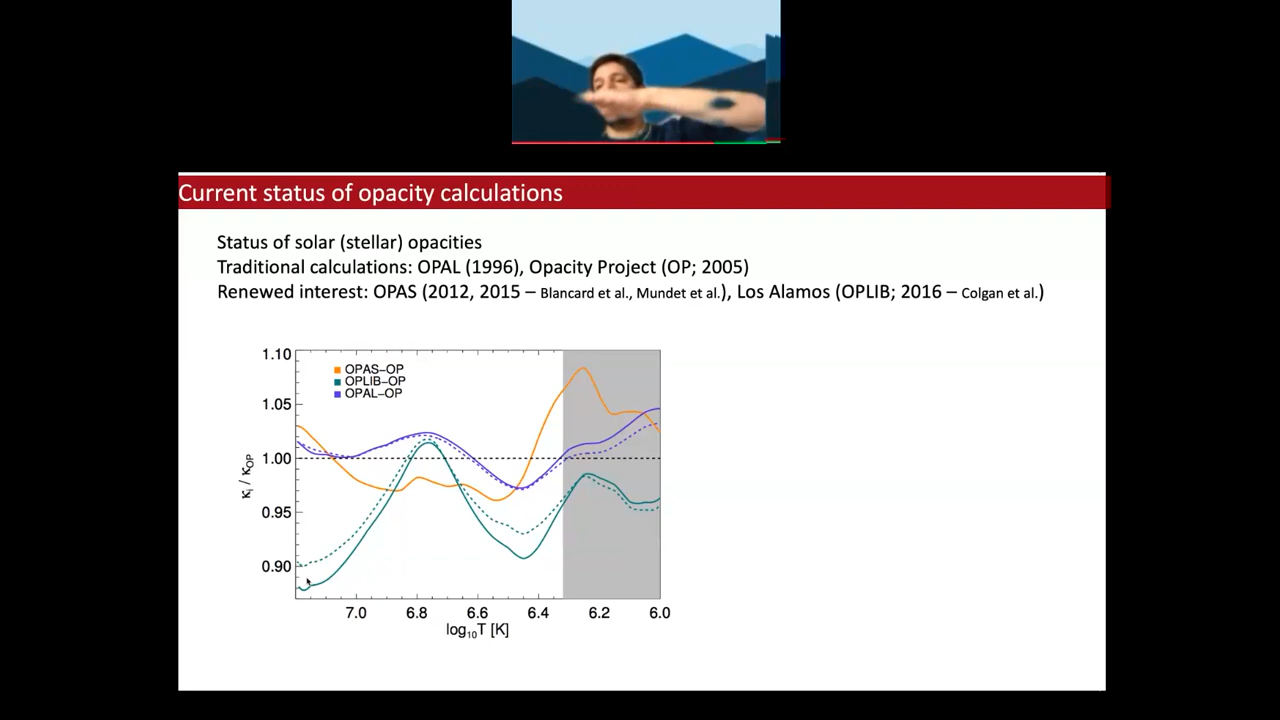 Current status of opacity calculations
Status of solar (stellar) opacities
Traditional calculations: OPAL (1996), Opacity Project (OP; 2005)
Renewed interest: OPAS (2012, 2015 – Blancard et al., Mundet et al.), Los Alamos (OPLIB; 2016 – Colgan et al.)
1.10
1.05
1.00
0.95
0.90
κi / κOP
OPAS−OP
OPLIB−OP
OPAL−OP
7.0 6.8 6.6 6.4 6.2 6.0
log10T [K]